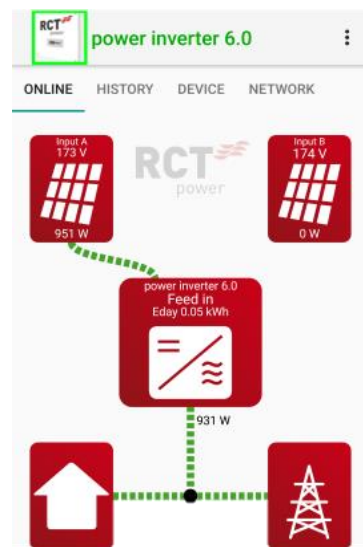 RCT
power inverter 6.0
ONLINE HISTORY DEVICE NETWORK
Input A
173 V
951 W
RCT
power
Input B
174 V
0 W
power inverter 6.0
Feed in
Eday 0.05 kWh
931 W